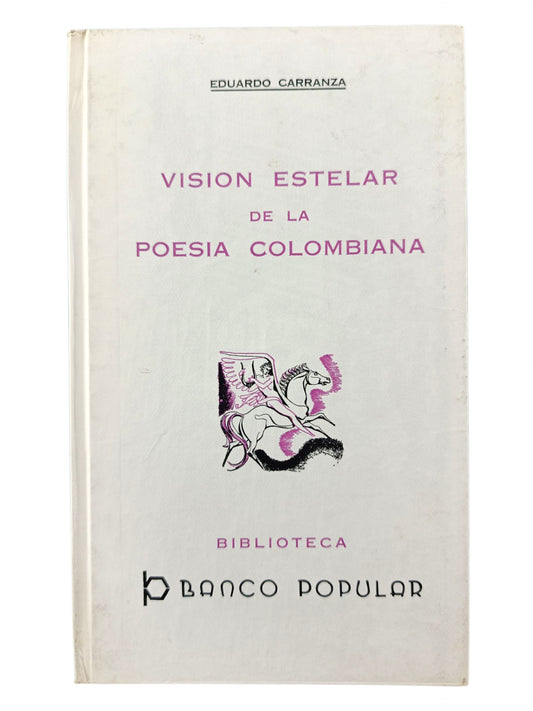 EDUARDO CARRANZA
VISION ESTELAR
DE LA
POESIA COLOMBIANA
BIBLIOTECA
BANCO POPULAR